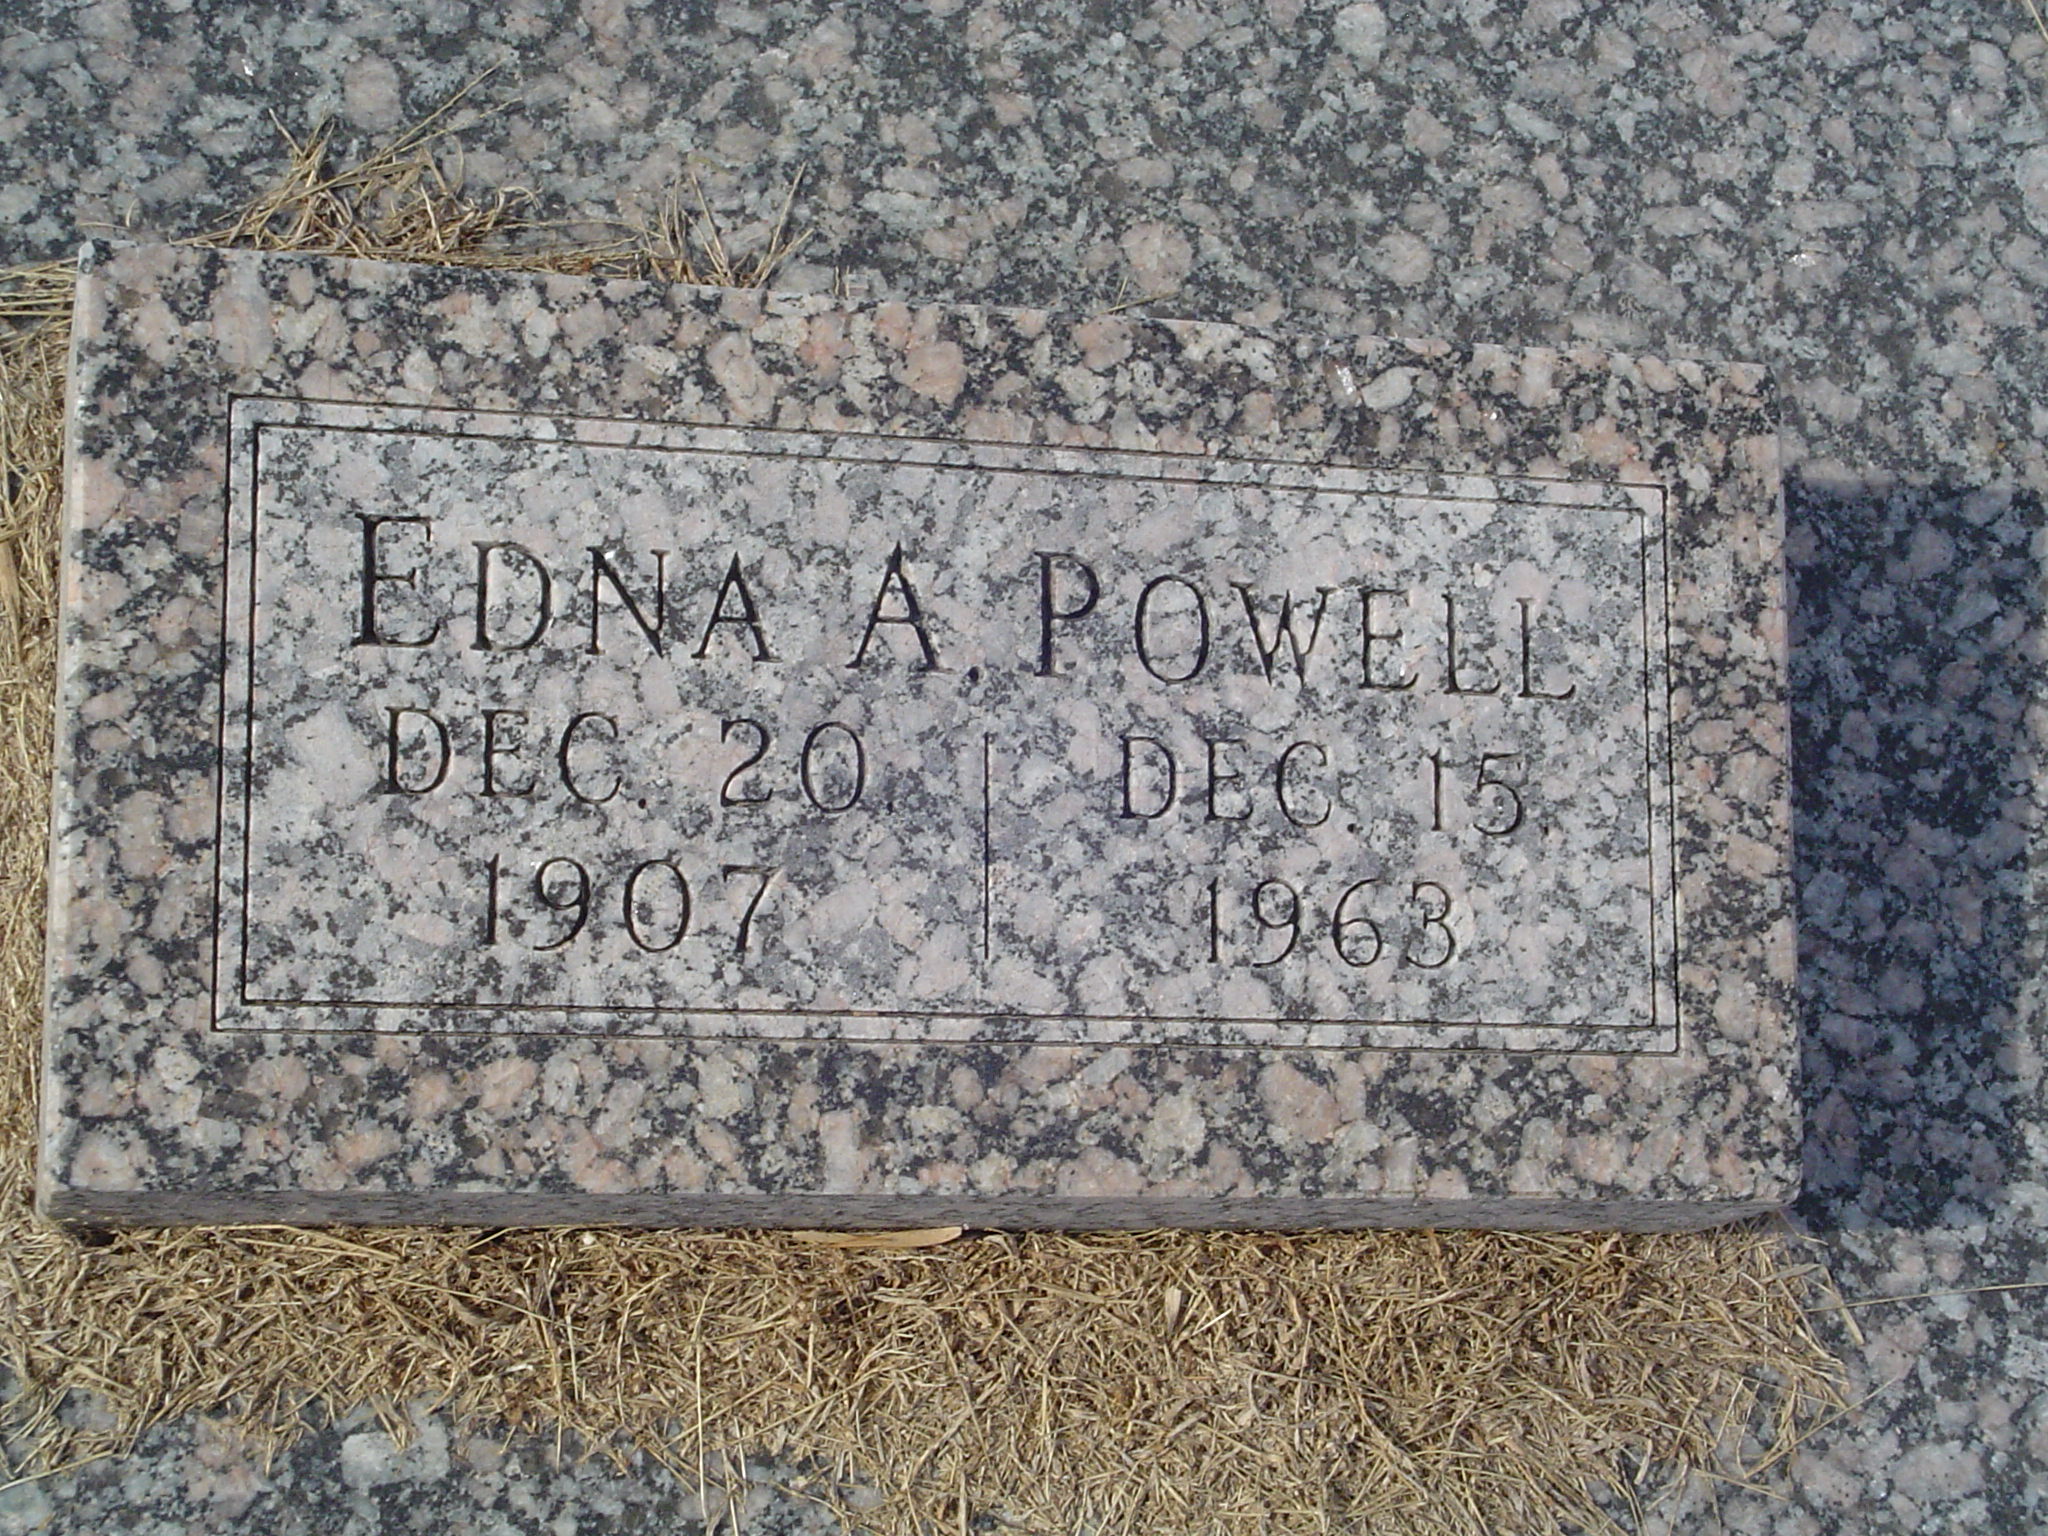 EDNA A. POWELL
DEC. 20. DEC. 15.
1907 1963